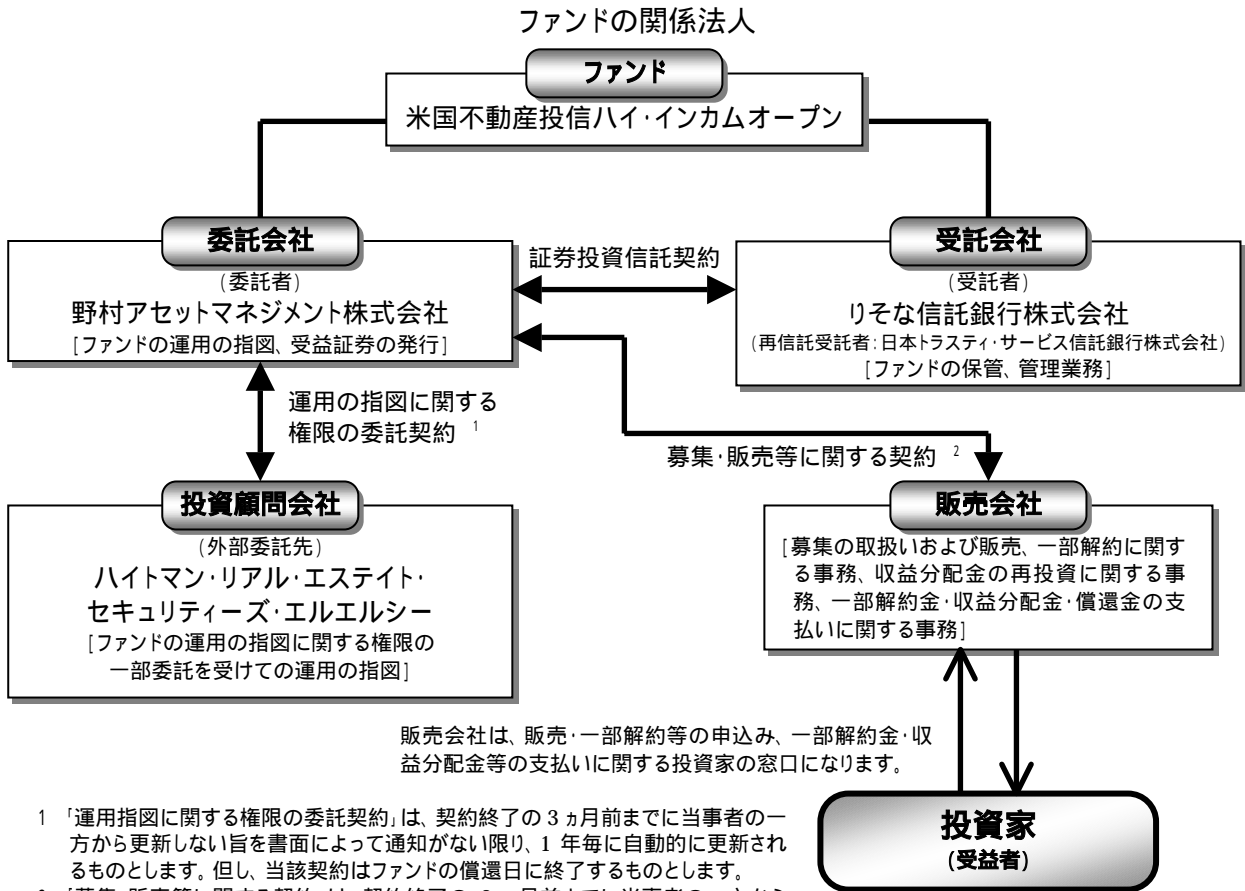 ファンドの関係法人
ファンド
米国不動産投信ハイ・インカムオープン
委託会社
(委託者)
野村アセットマネジメント株式会社
[ファンドの運用の指図、受益証券の発行]
証券投資信託契約
受託会社
(受託者)
りそな信託銀行株式会社
(再信託受託者:日本トラスティ・サービス信託銀行株式会社)
[ファンドの保管、管理業務]
運用の指図に関する
権限の委託契約 1
募集・販売等に関する契約 2
投資顧問会社
(外部委託先)
ハイトマン・リアル・エステイト・
セキュリティーズ・エルエルシー
[ファンドの運用の指図に関する権限の
一部委託を受けての運用の指図]
販売会社
[募集の取扱いおよび販売、一部解約に関す
る事務、収益分配金の再投資に関する事
務、一部解約金・収益分配金・償還金の支
払いに関する事務]
販売会社は、販売・一部解約等の申込み、一部解約金・収
益分配金等の支払いに関する投資家の窓口になります。
投資家
(受益者)
1 「運用指図に関する権限の委託契約」は、契約終了の 3 ヵ月前までに当事者の一
方から更新しない旨を書面によって通知がない限り、1 年毎に自動的に更新され
るものとします。但し、当該契約はファンドの償還日に終了するものとします。